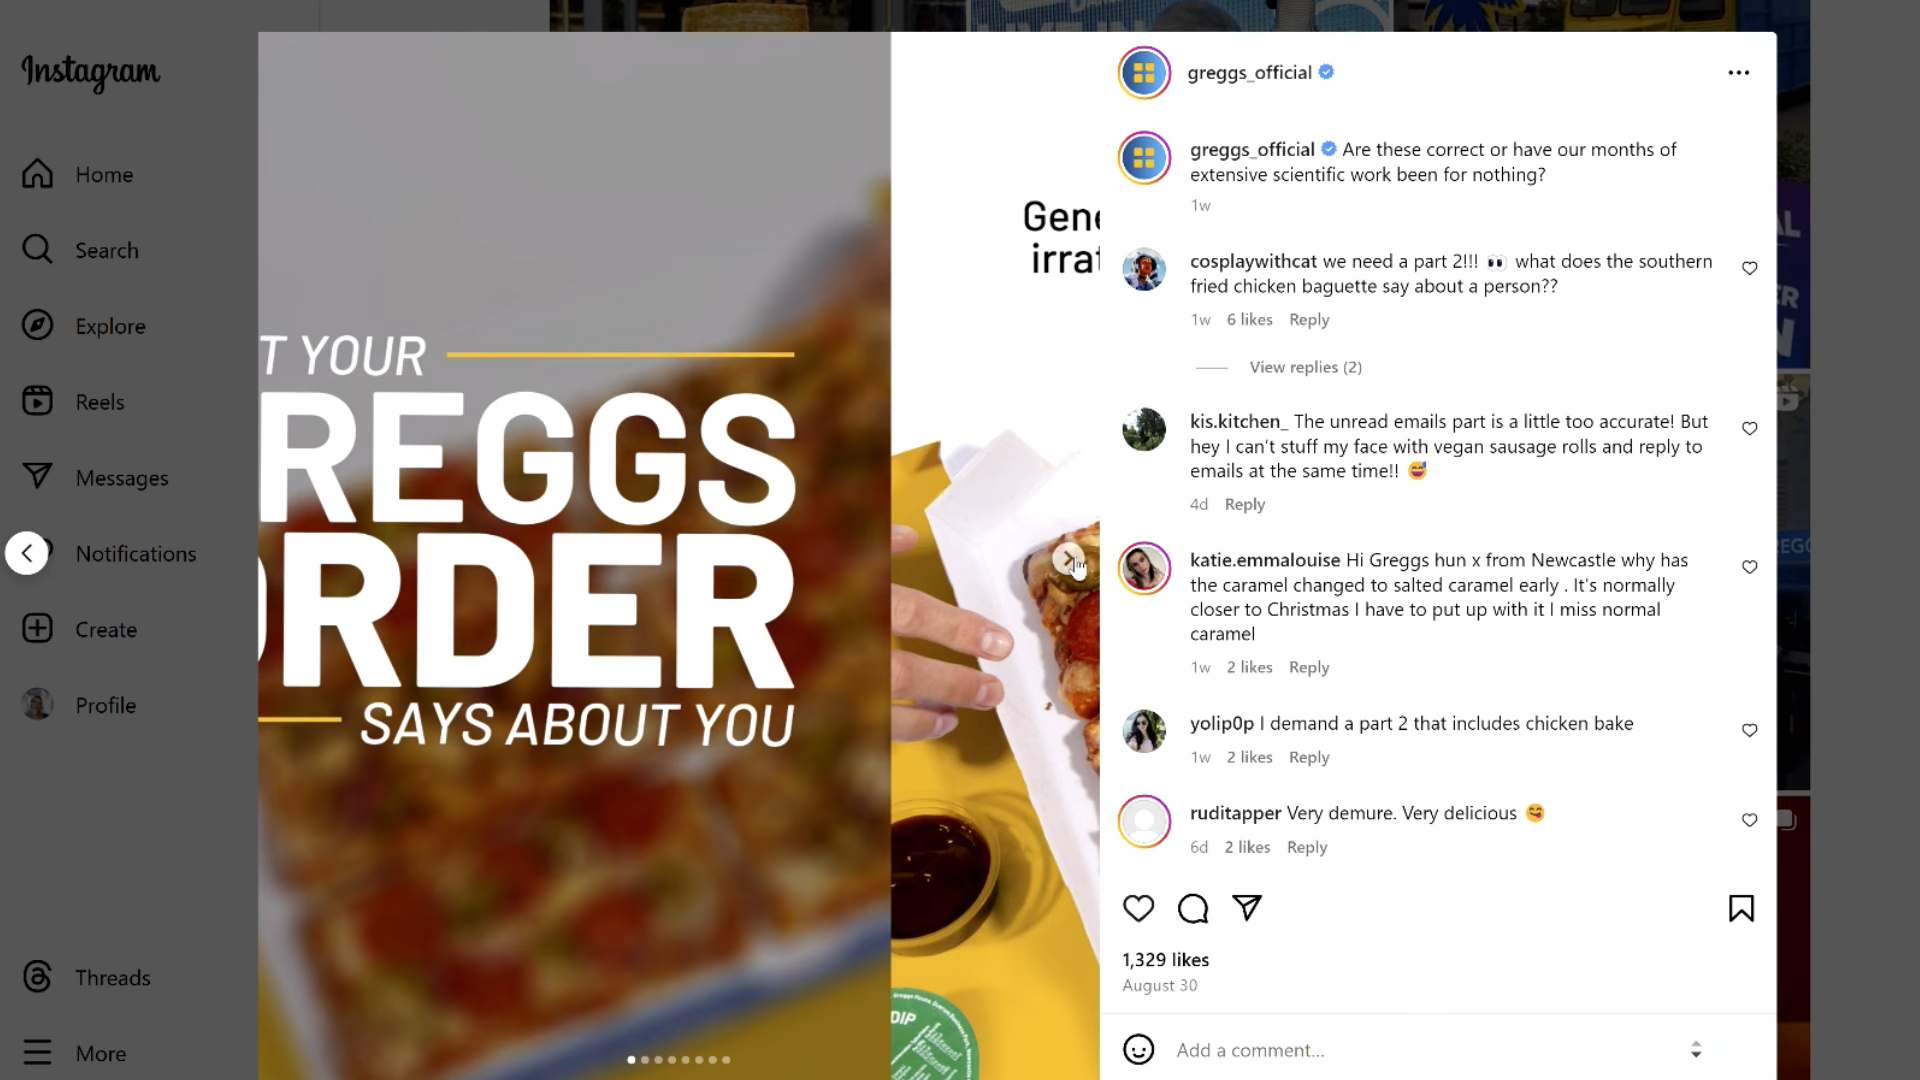 Instagram
Home
Search
Explore
Reels
Messages
Notifications
Create
Profile
Threads
More
T YOUR
REGGS
ORDER
SAYS ABOUT YOU
Gene
irrat
DIP
greggs_official
greggs_official Are these correct or have our months of
extensive scientific work been for nothing?
1w
cosplaywithcat we need a part 2!!! 👀 what does the southern
fried chicken baguette say about a person??
1w 6 likes Reply
View replies (2)
kis.kitchen_ The unread emails part is a little too accurate! But
hey I can't stuff my face with vegan sausage rolls and reply to
emails at the same time!! 😅
4d Reply
katie.emmalouise Hi Greggs hun x from Newcastle why has
the caramel changed to salted caramel early . It's normally
closer to Christmas I have to put up with it I miss normal
caramel
1w 2 likes Reply
yolip0p I demand a part 2 that includes chicken bake
1w 2 likes Reply
ruditapper Very demure. Very delicious 😋
6d 2 likes Reply
1,329 likes
August 30
Add a comment...